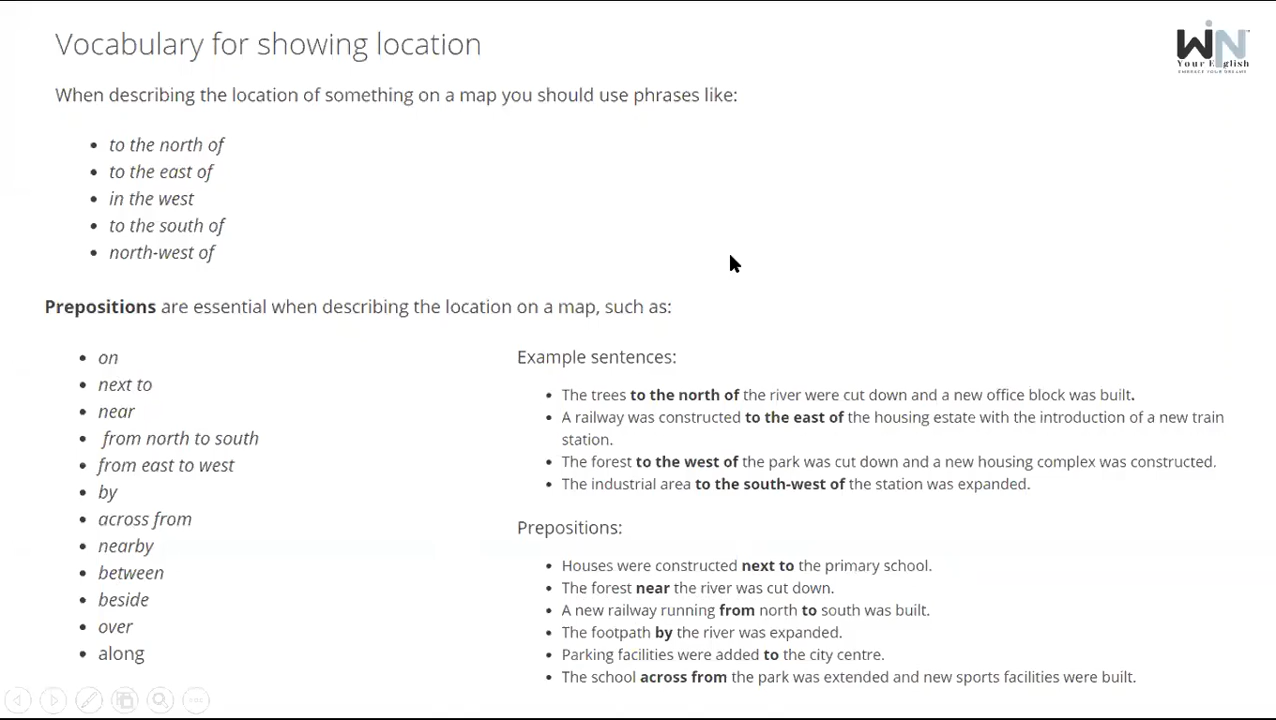 Vocabulary for showing location
WiN
Your English
EMBRACE YOUR DREAMS
When describing the location of something on a map you should use phrases like:
• to the north of
• to the east of
• in the west
• to the south of
• north-west of
Prepositions are essential when describing the location on a map, such as:
• on
• next to
• near
• from north to south
• from east to west
• by
• across from
• nearby
• between
• beside
• over
• along
Example sentences:
• The trees to the north of the river were cut down and a new office block was built.
• A railway was constructed to the east of the housing estate with the introduction of a new train
station.
• The forest to the west of the park was cut down and a new housing complex was constructed.
• The industrial area to the south-west of the station was expanded.
Prepositions:
• Houses were constructed next to the primary school.
• The forest near the river was cut down.
• A new railway running from north to south was built.
• The footpath by the river was expanded.
• Parking facilities were added to the city centre.
• The school across from the park was extended and new sports facilities were built.